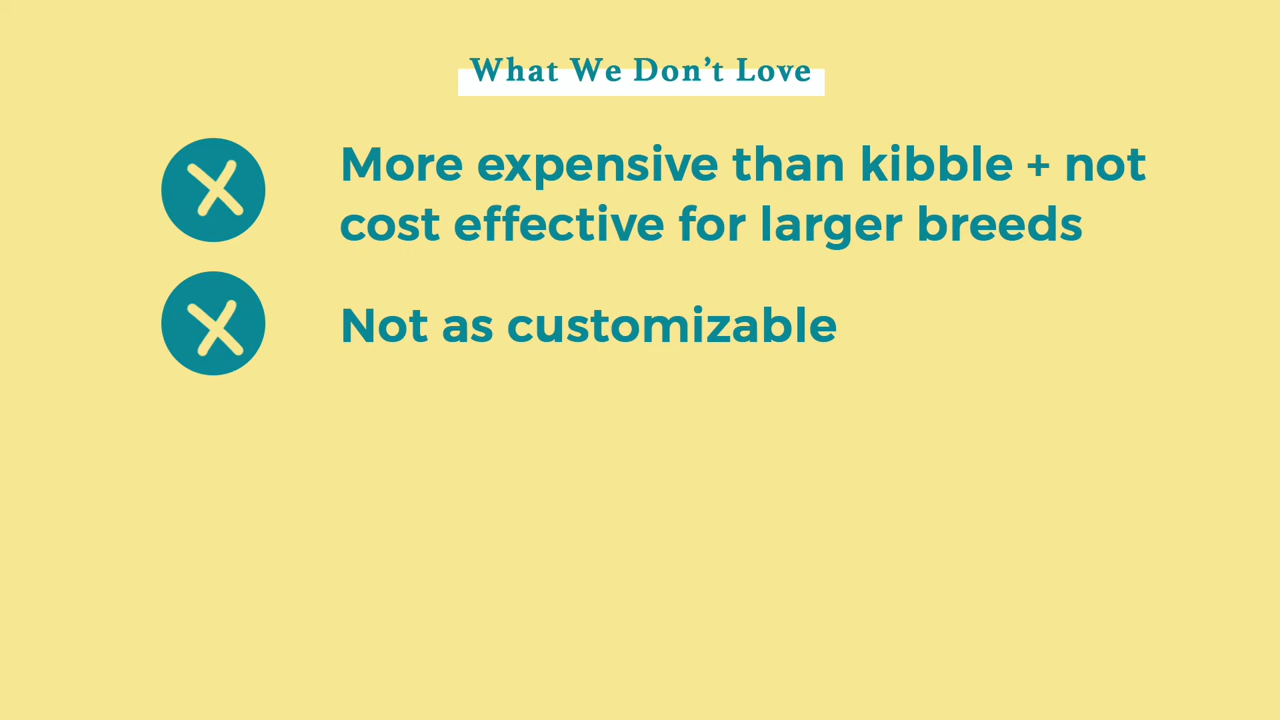 What We Don’t Love
More expensive than kibble + not
cost effective for larger breeds
Not as customizable